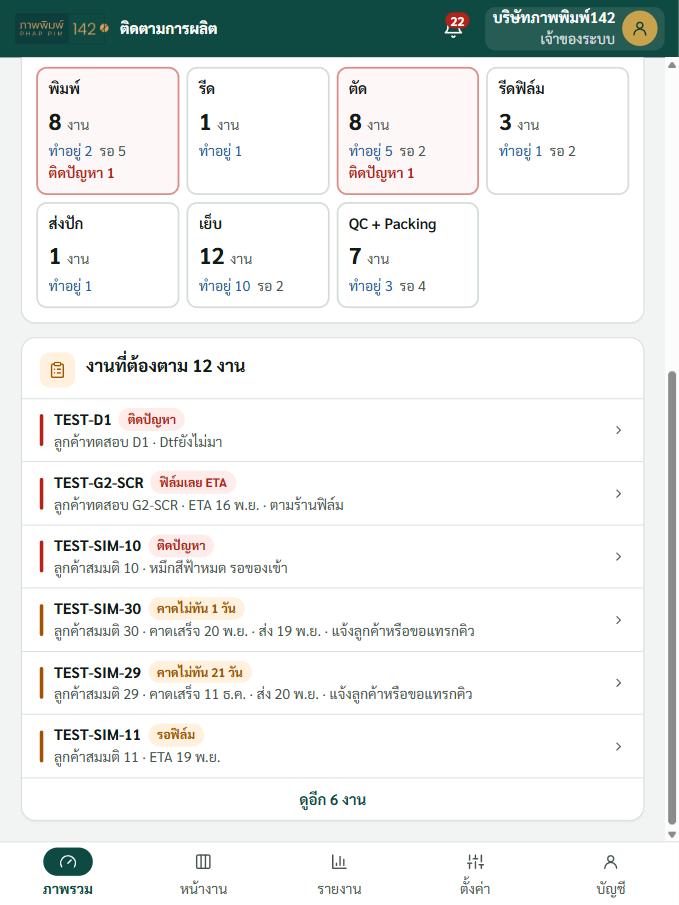 ภาพพิมพ์ 142
PHAP PIM
ติดตามการผลิต
22
บริษัทภาพพิมพ์142
เจ้าของระบบ
พิมพ์
8 งาน
ทำอยู่ 2 รอ 5
ติดปัญหา 1
รีด
1 งาน
ทำอยู่ 1
ตัด
8 งาน
ทำอยู่ 5 รอ 2
ติดปัญหา 1
รีดฟิล์ม
3 งาน
ทำอยู่ 1 รอ 2
ส่งปัก
1 งาน
ทำอยู่ 1
เย็บ
12 งาน
ทำอยู่ 10 รอ 2
QC + Packing
7 งาน
ทำอยู่ 3 รอ 4
งานที่ต้องตาม 12 งาน
TEST-D1 ติดปัญหา
ลูกค้าทดสอบ D1 · Dtfยังไม่มา
TEST-G2-SCR ฟิล์มเลย ETA
ลูกค้าทดสอบ G2-SCR · ETA 16 พ.ย. · ตามร้านฟิล์ม
TEST-SIM-10 ติดปัญหา
ลูกค้าสมมติ 10 · หมึกสีฟ้าหมด รอของเข้า
TEST-SIM-30 คาดไม่ทัน 1 วัน
ลูกค้าสมมติ 30 · คาดเสร็จ 20 พ.ย. · ส่ง 19 พ.ย. · แจ้งลูกค้าหรือขอแทรกคิว
TEST-SIM-29 คาดไม่ทัน 21 วัน
ลูกค้าสมมติ 29 · คาดเสร็จ 11 ธ.ค. · ส่ง 20 พ.ย. · แจ้งลูกค้าหรือขอแทรกคิว
TEST-SIM-11 รอฟิล์ม
ลูกค้าสมมติ 11 · ETA 19 พ.ย.
ดูอีก 6 งาน
ภาพรวม
หน้างาน
รายงาน
ตั้งค่า
บัญชี